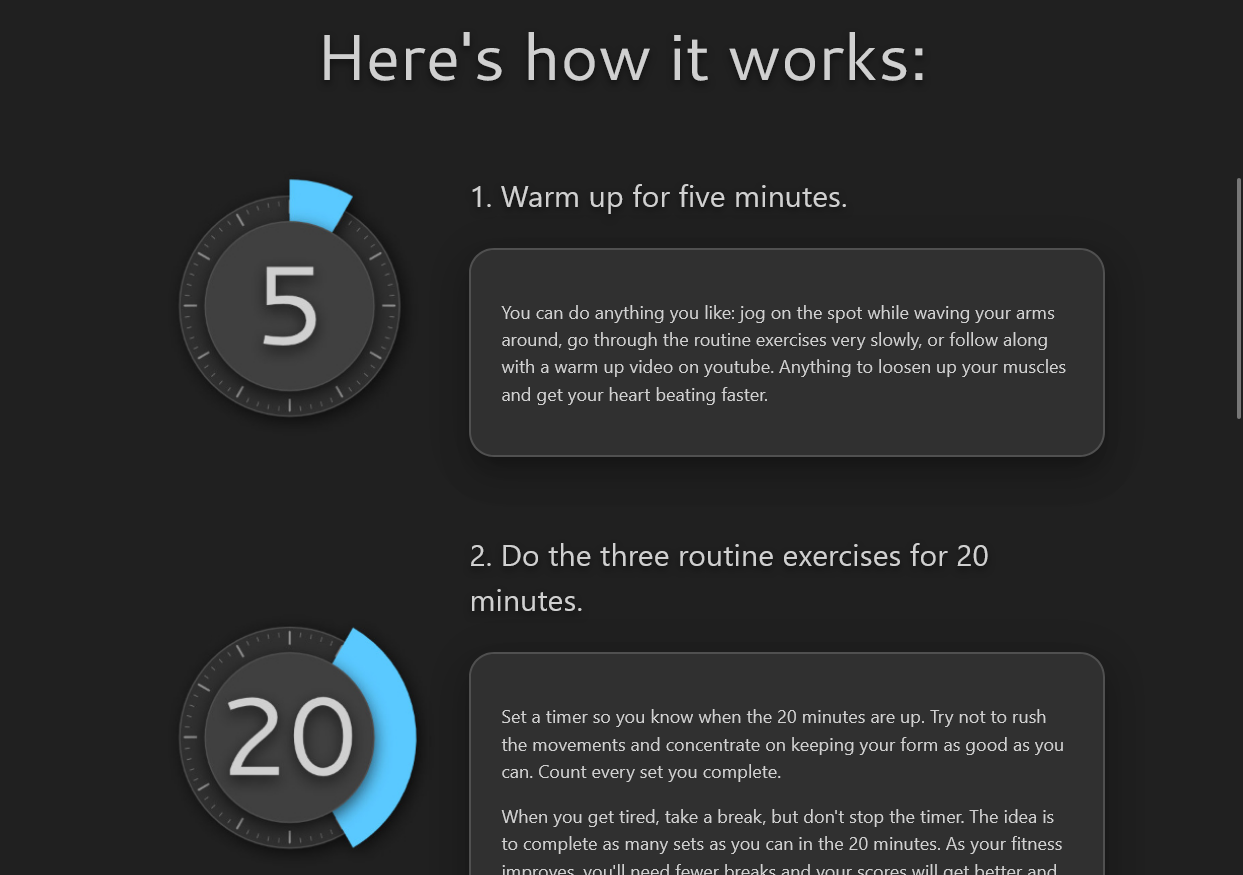 Here's how it works:
5
1. Warm up for five minutes.
You can do anything you like: jog on the spot while waving your arms
around, go through the routine exercises very slowly, or follow along
with a warm up video on youtube. Anything to loosen up your muscles
and get your heart beating faster.
2. Do the three routine exercises for 20
minutes.
20
Set a timer so you know when the 20 minutes are up. Try not to rush
the movements and concentrate on keeping your form as good as you
can. Count every set you complete.
When you get tired, take a break, but don't stop the timer. The idea is
to complete as many sets as you can in the 20 minutes. As your fitness
improves, you'll need fewer breaks and your scores will get better and